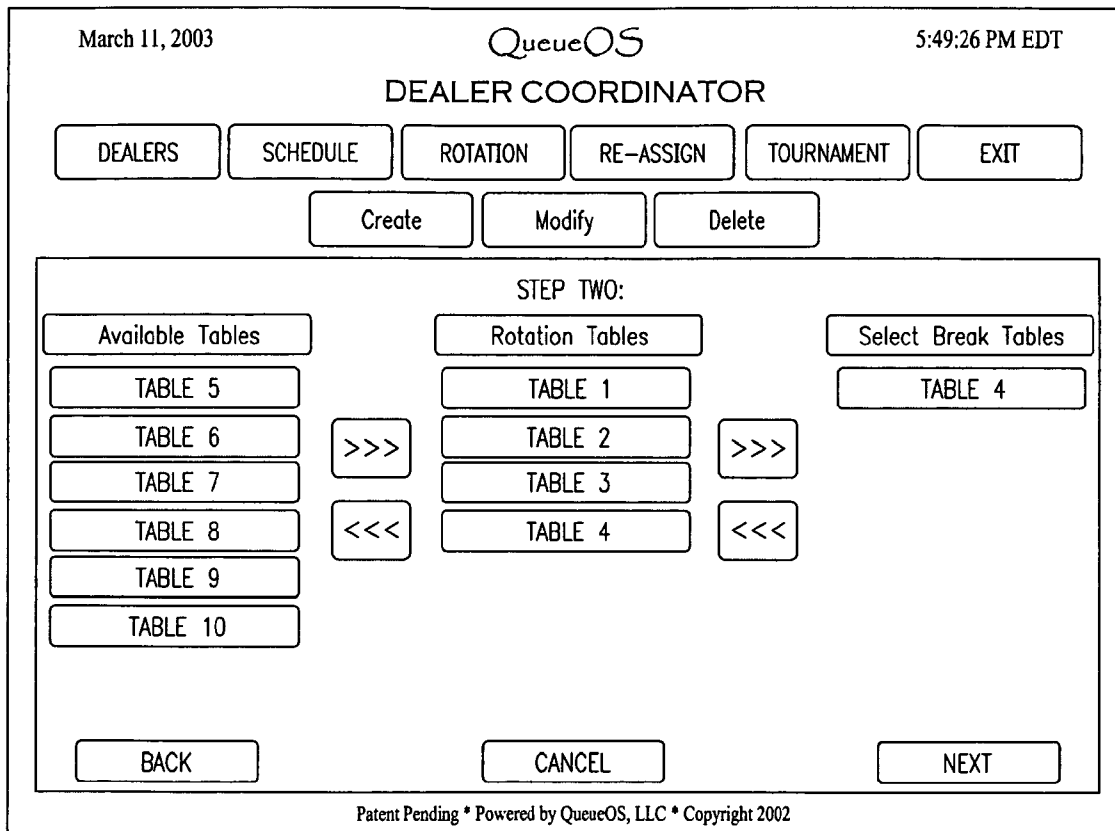 March 11, 2003 QueueOS 5:49:26 PM EDT
DEALER COORDINATOR
DEALERS SCHEDULE ROTATION RE-ASSIGN TOURNAMENT EXIT
Create Modify Delete
STEP TWO:
Available Tables Rotation Tables Select Break Tables
TABLE 5 TABLE 1 TABLE 4
TABLE 6 >>> TABLE 2 >>>
TABLE 7 TABLE 3
TABLE 8 <<< TABLE 4 <<<
TABLE 9
TABLE 10
BACK CANCEL NEXT
Patent Pending * Powered by QueueOS, LLC * Copyright 2002